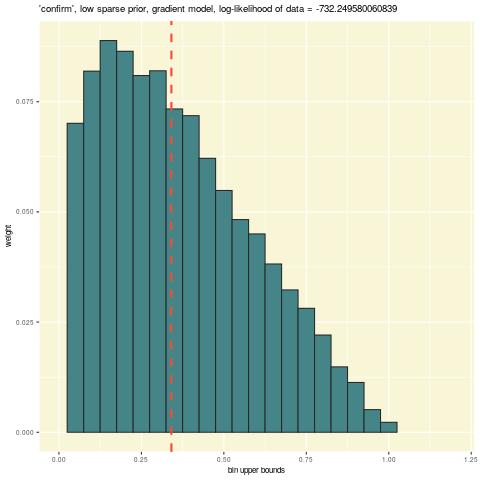 'confirm', low sparse prior, gradient model, log-likelihood of data = -732.249580060839
0.075
0.050
0.025
0.000
weight
0.00 0.25 0.50 0.75 1.00 1.25
bin upper bounds